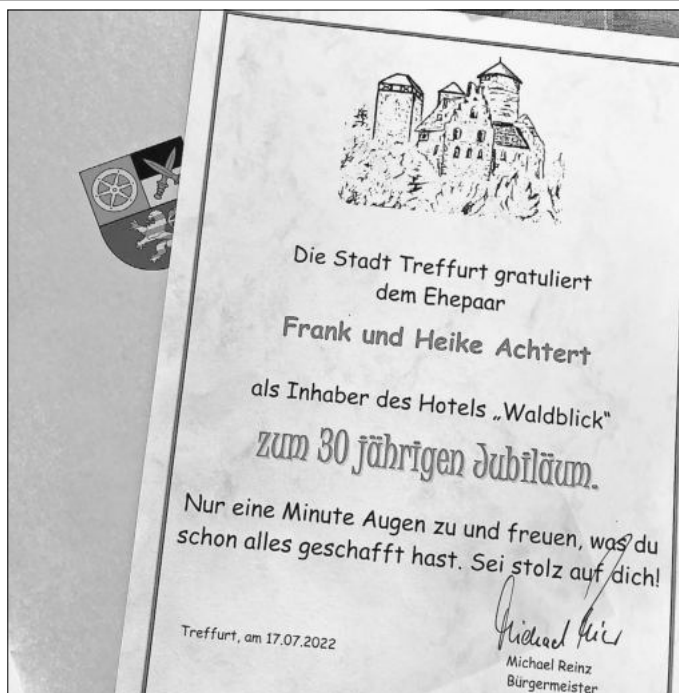 Die Stadt Treffurt gratuliert
dem Ehepaar
Frank und Heike Achtert
als Inhaber des Hotels „Waldblick“
zum 30 jährigen Jubiläum.
Nur eine Minute Augen zu und freuen, was du
schon alles geschafft hast. Sei stolz auf dich!
Treffurt, am 17.07.2022
Michael Reinz
Bürgermeister